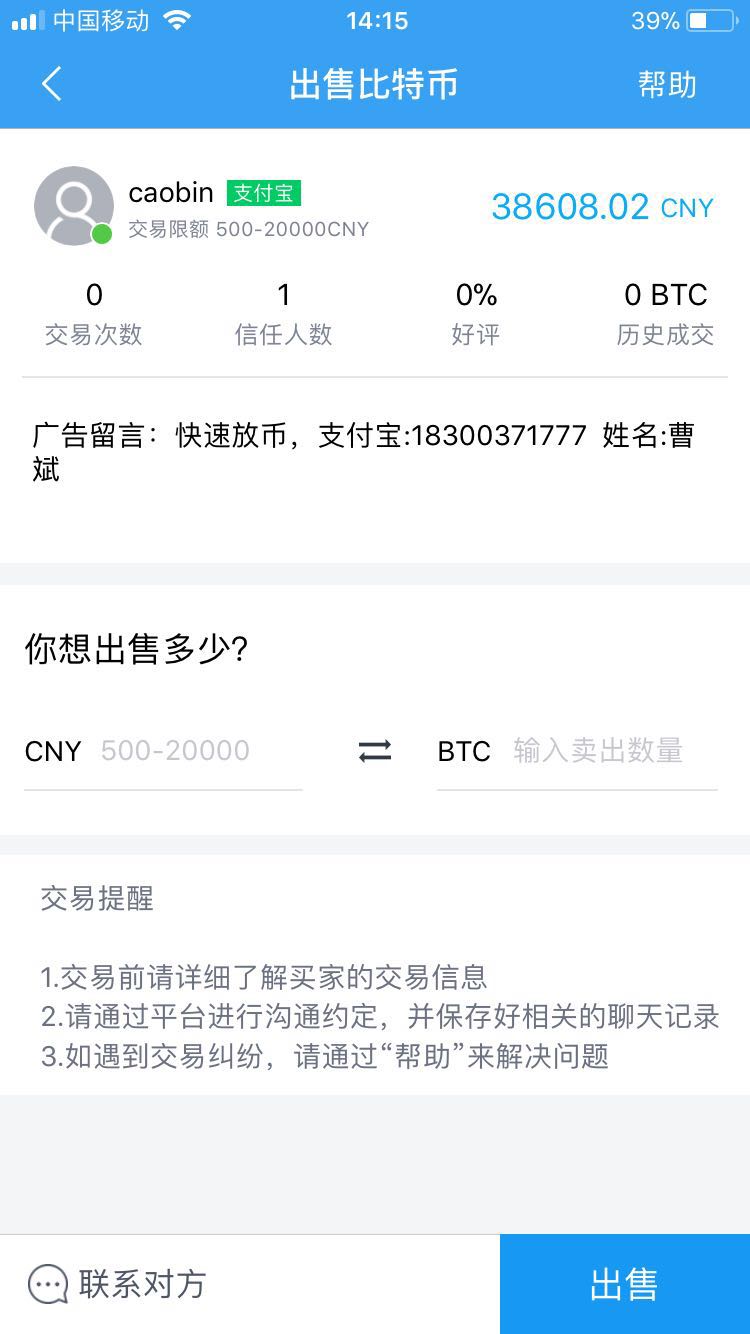 中国移动 14:15 39%
出售比特币 帮助
caobin 支付宝 38608.02 CNY
交易限额 500-20000CNY
0 1 0% 0 BTC
交易次数 信任人数 好评 历史成交
广告留言：快速放币，支付宝:18300371777 姓名:曹
斌
你想出售多少?
CNY 500-20000 BTC 输入卖出数量
交易提醒
1.交易前请详细了解买家的交易信息
2.请通过平台进行沟通约定，并保存好相关的聊天记录
3.如遇到交易纠纷，请通过“帮助”来解决问题
联系对方 出售